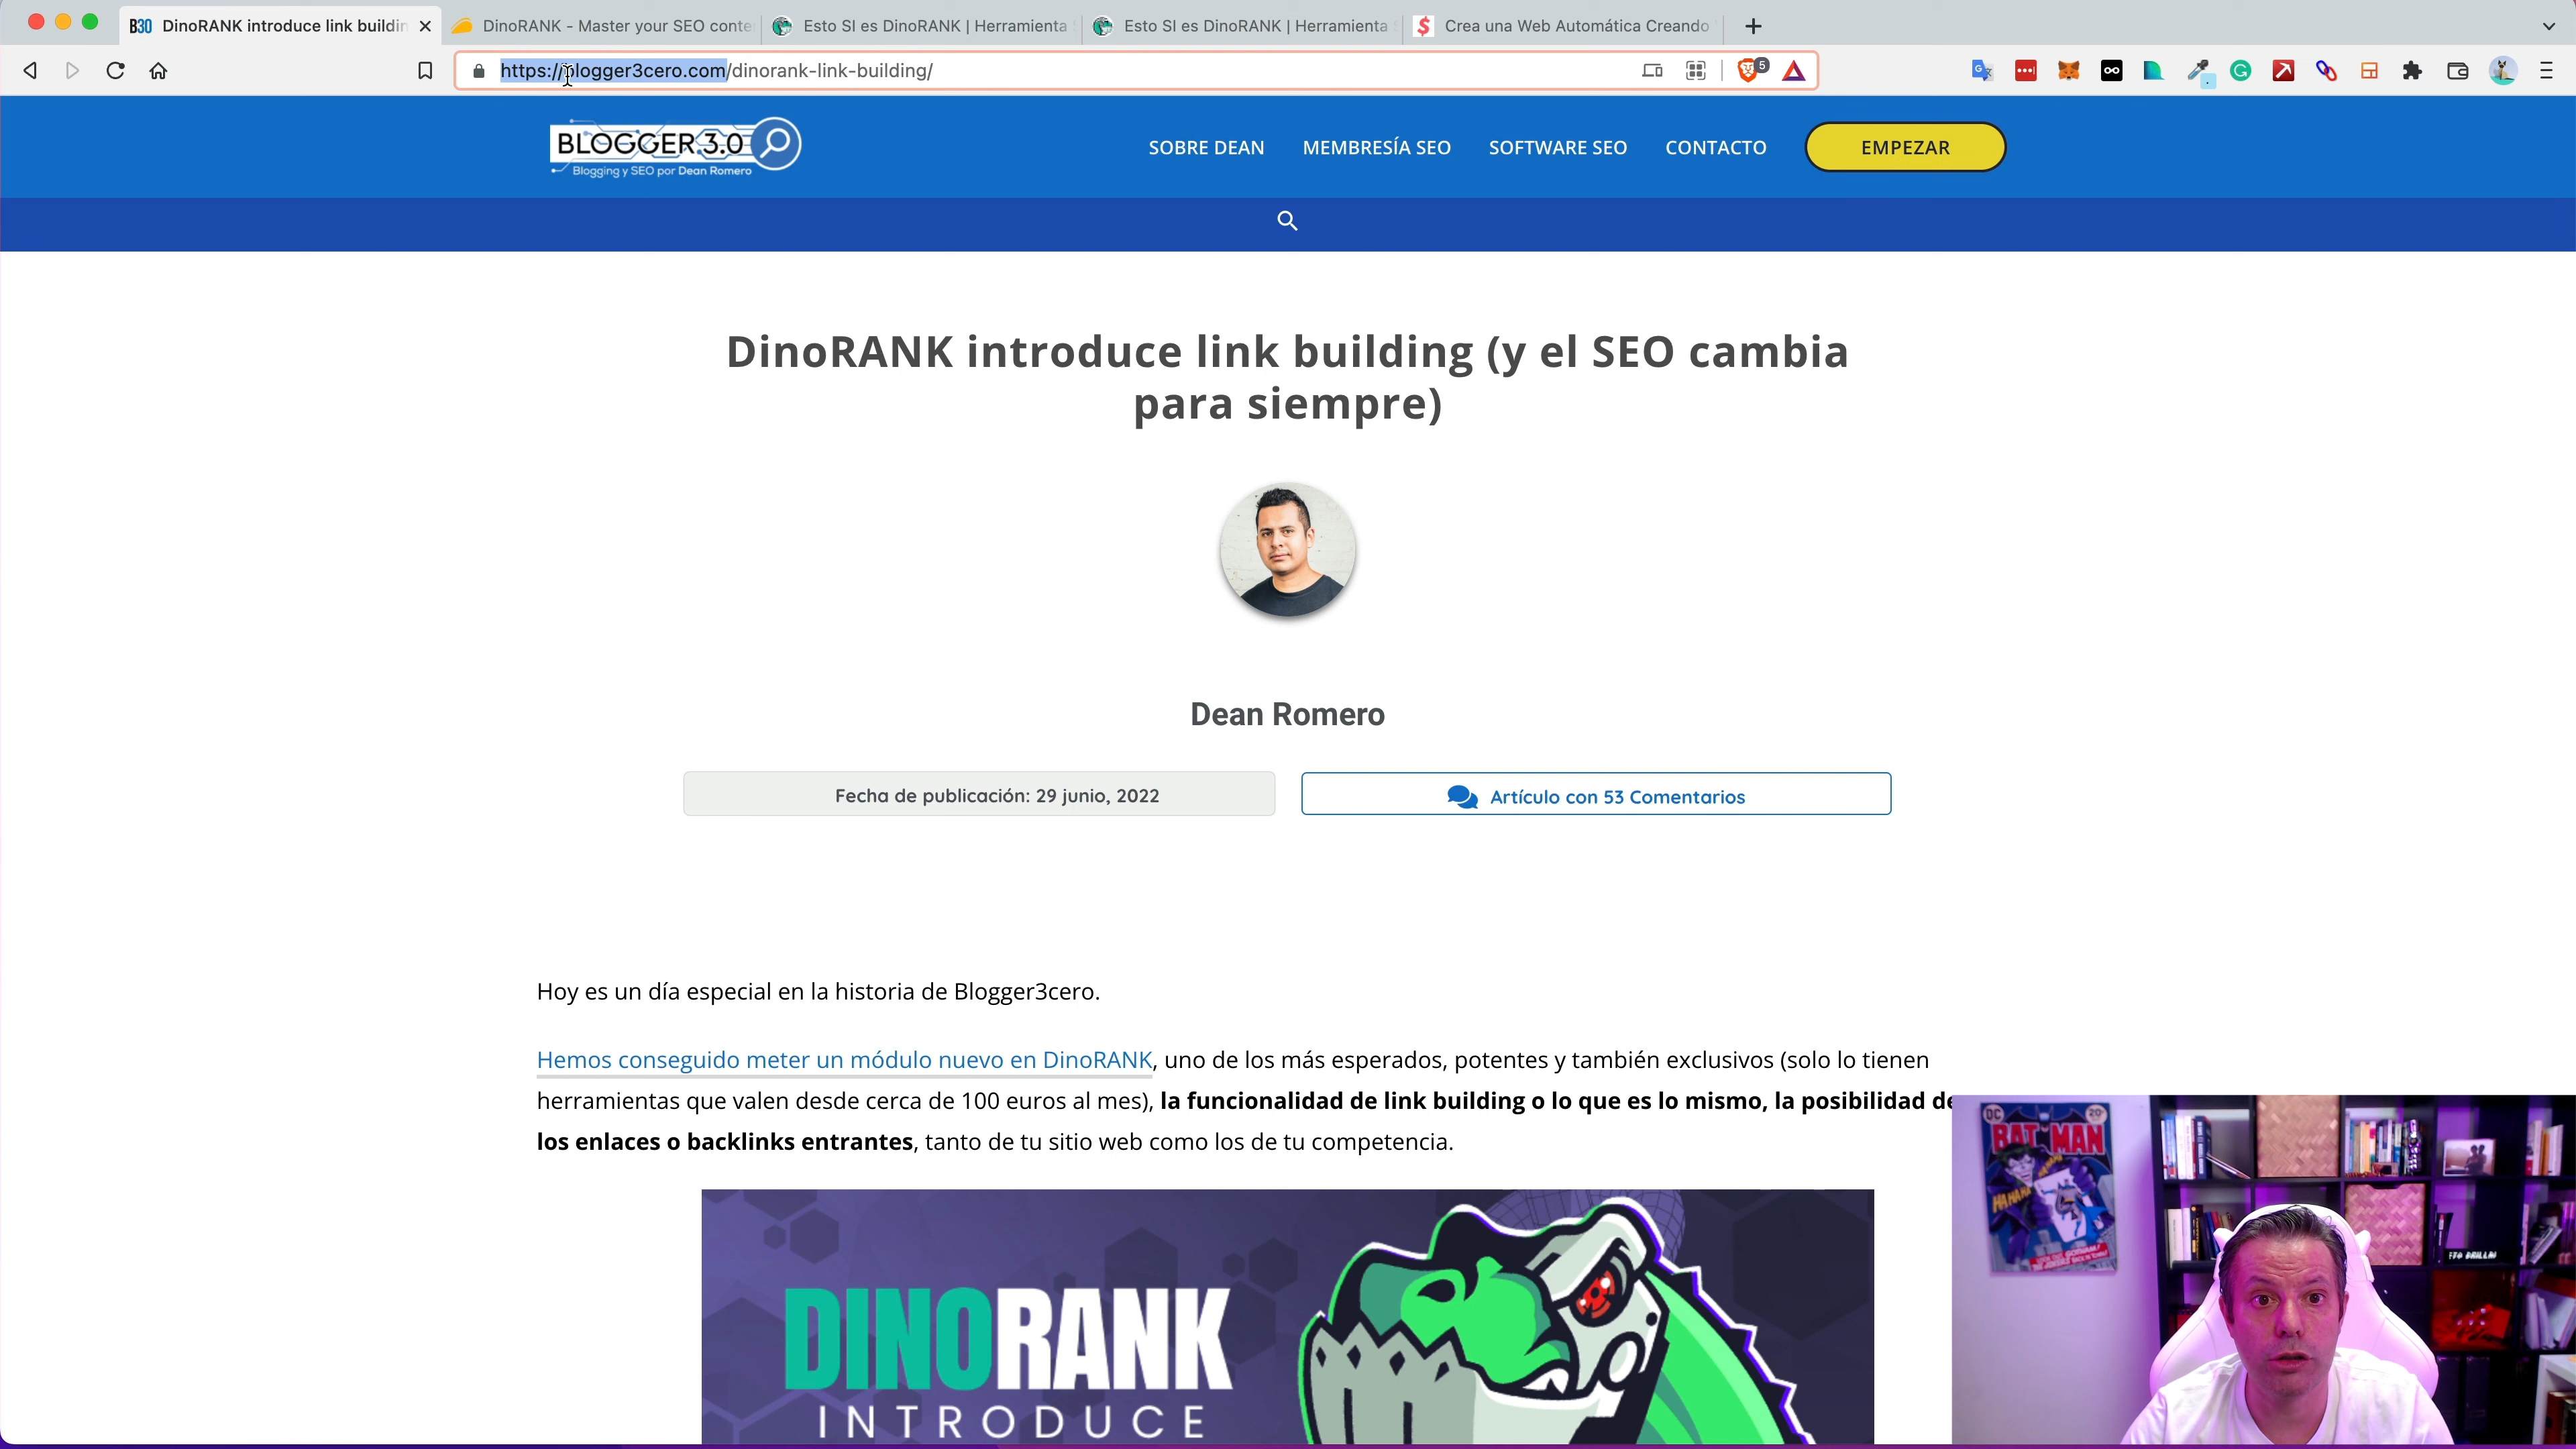 DinoRANK introduce link buildin
DinoRANK - Master your SEO conte
Esto SI es DinoRANK | Herramienta
Esto SI es DinoRANK | Herramienta
Crea una Web Automática Creando
https://blogger3cero.com/dinorank-link-building/
5
BLOGGER 3.0
Blogging y SEO por Dean Romero
SOBRE DEAN
MEMBRESÍA SEO
SOFTWARE SEO
CONTACTO
EMPEZAR
DinoRANK introduce link building (y el SEO cambia
para siempre)
Dean Romero
Fecha de publicación: 29 junio, 2022
Artículo con 53 Comentarios
Hoy es un día especial en la historia de Blogger3cero.
Hemos conseguido meter un módulo nuevo en DinoRANK, uno de los más esperados, potentes y también exclusivos (solo lo tienen
herramientas que valen desde cerca de 100 euros al mes), la funcionalidad de link building o lo que es lo mismo, la posibilidad de
los enlaces o backlinks entrantes, tanto de tu sitio web como los de tu competencia.
DINORANK
INTRODUCE
DC
20¢
BATMAN